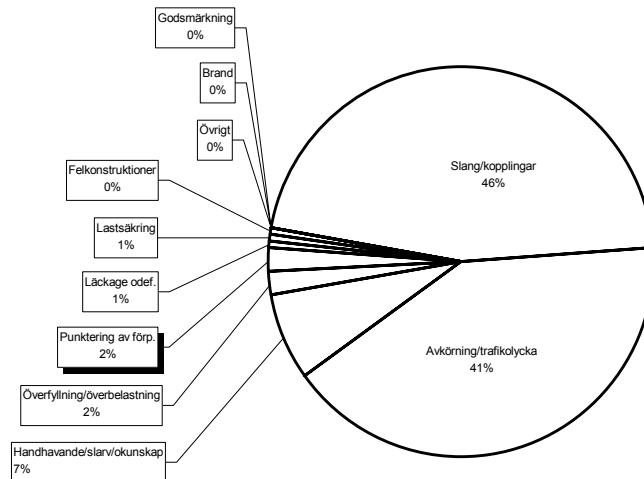 Godsmärkning
0%
Brand
0%
Övrigt
0%
Felkonstruktioner
0%
Lastsäkring
1%
Läckage odef.
1%
Punktering av förp.
2%
Överfyllning/överbelastning
2%
Handhavande/slarv/okunskap
7%
Slang/kopplingar
46%
Avkörning/trafikolycka
41%